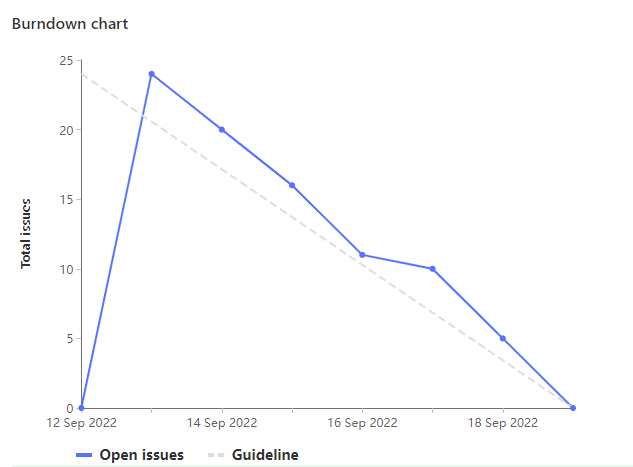 Burndown chart
25
20
15
10
5
0
Total issues
12 Sep 2022 14 Sep 2022 16 Sep 2022 18 Sep 2022
Open issues Guideline